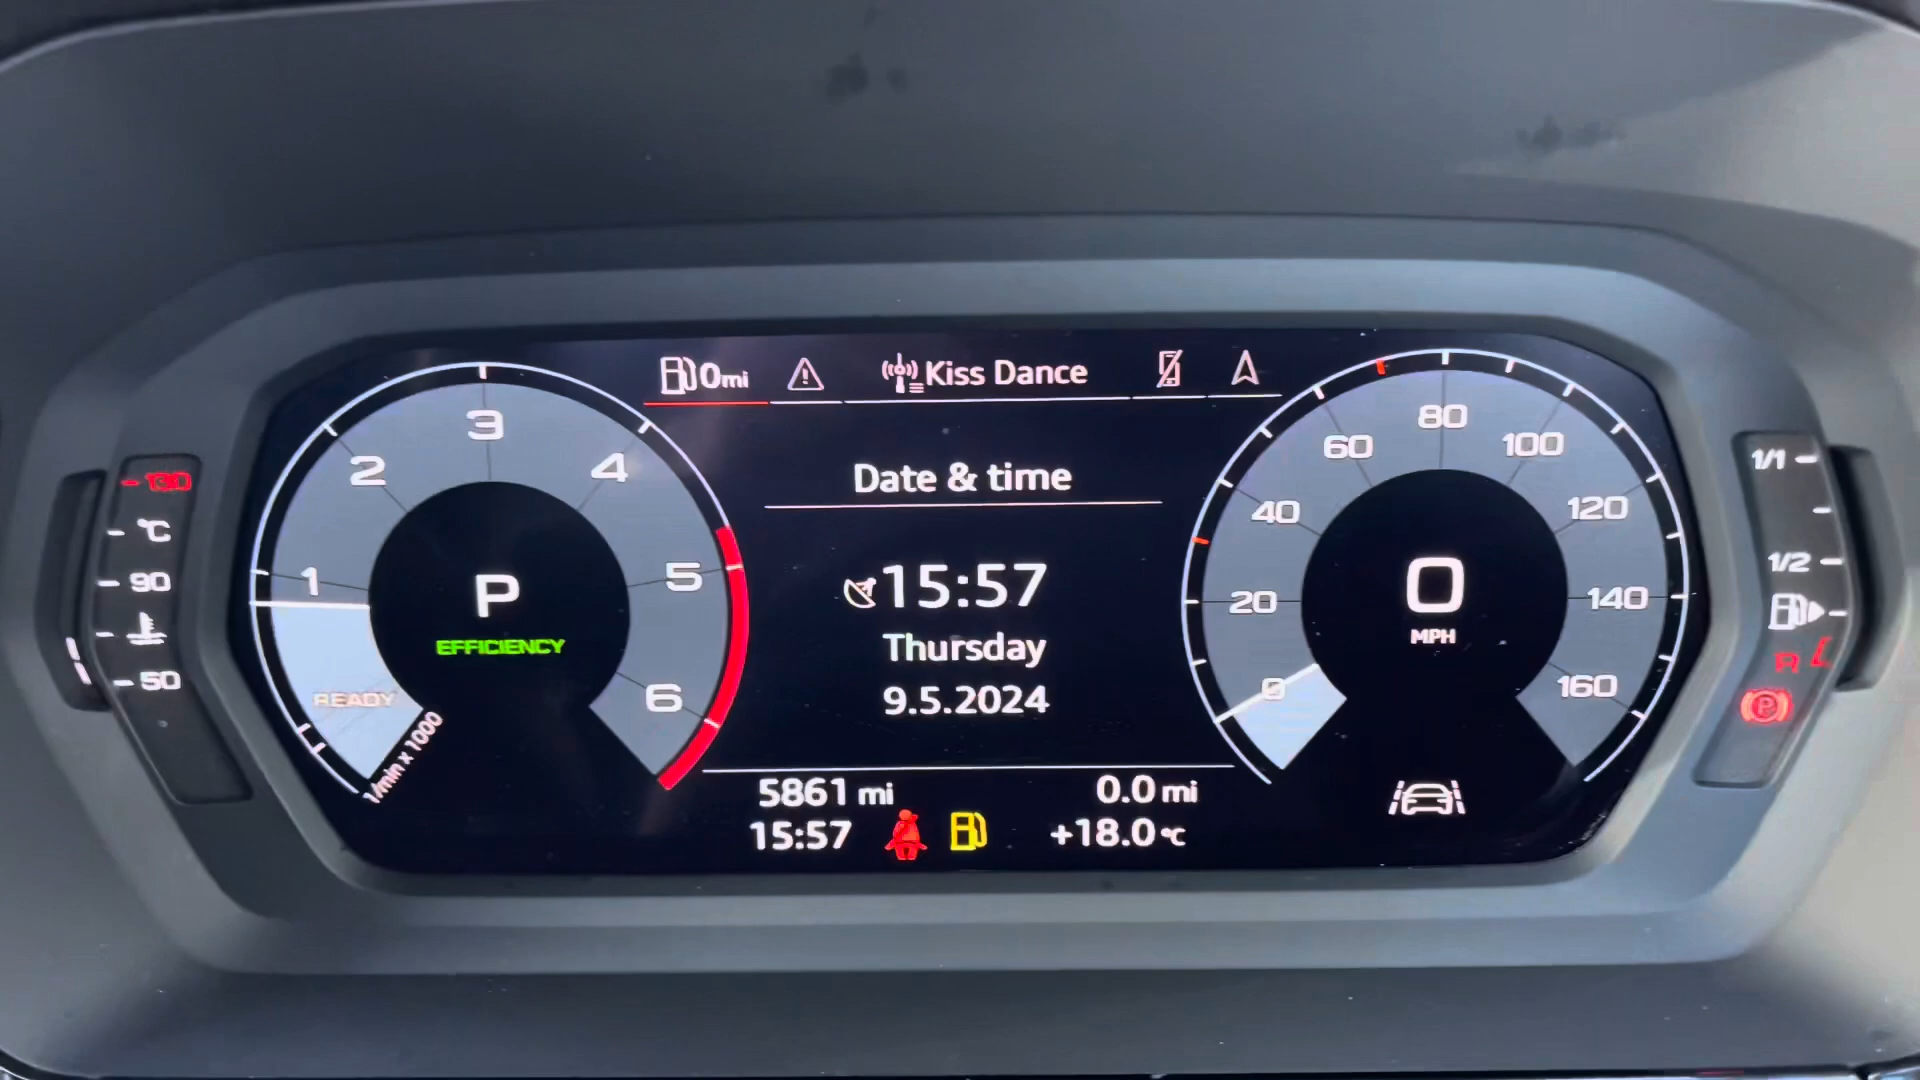 0mi
Kiss Dance
Date & time
15:57
Thursday
9.5.2024
5861 mi
0.0 mi
15:57
+18.0 °C
1
2
3
4
5
6
P
EFFICIENCY
READY
1/min x 1000
0
20
40
60
80
100
120
140
160
0
MPH
130
°C
90
50
1/1
1/2
R
P